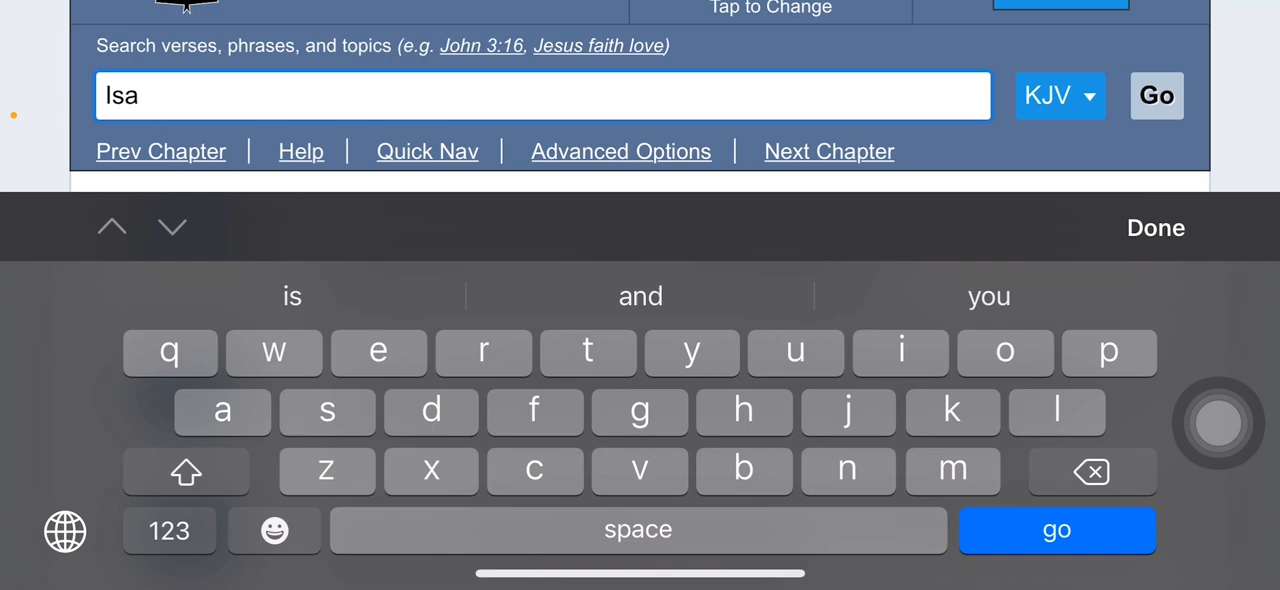 Tap to Change
Search verses, phrases, and topics (e.g. John 3:16, Jesus faith love)
Isa
KJV
Go
Prev Chapter | Help | Quick Nav | Advanced Options | Next Chapter
Done
is and you
q w e r t y u i o p
a s d f g h j k l
z x c v b n m
123 space go